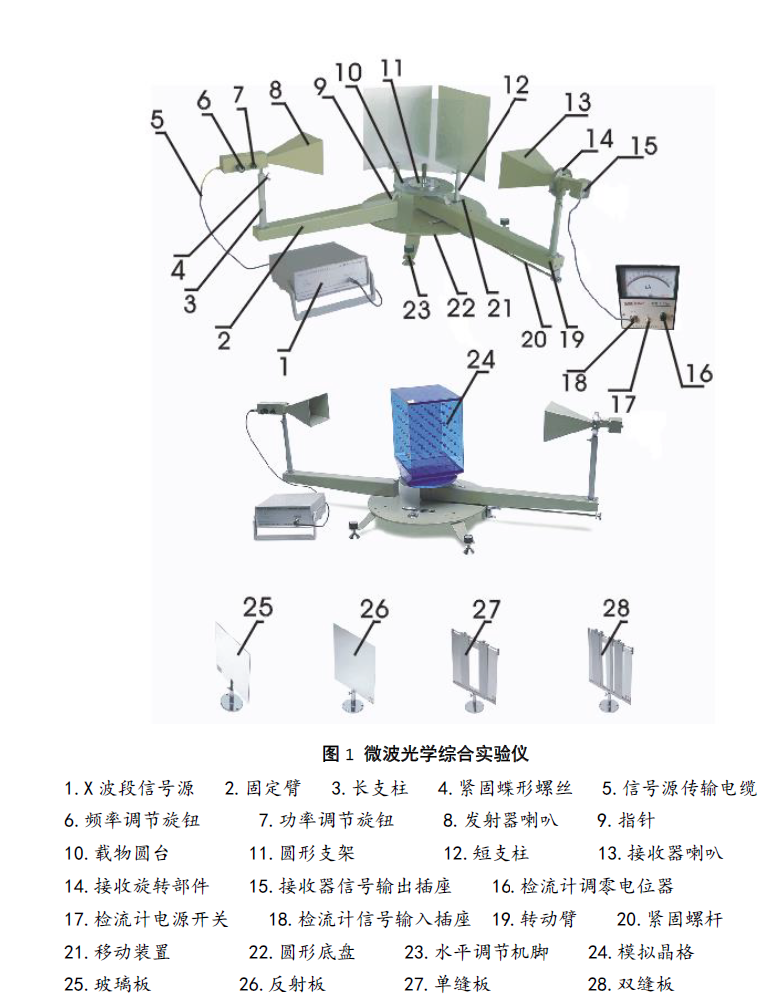 10 11
9 12
8 13
6 7 14
5 15
4
3
2
1
23 22 21
20 19
18 17 16
24
25 26 27 28
图 1 微波光学综合实验仪
1.X 波段信号源 2.固定臂 3.长支柱 4.紧固蝶形螺丝 5.信号源传输电缆
6.频率调节旋钮 7.功率调节旋钮 8.发射器喇叭 9.指针
10.载物圆台 11.圆形支架 12.短支柱 13.接收器喇叭
14.接收旋转部件 15.接收器信号输出插座 16.检流计调零电位器
17.检流计电源开关 18.检流计信号输入插座 19.转动臂 20.紧固螺杆
21.移动装置 22.圆形底盘 23.水平调节机脚 24.模拟晶格
25.玻璃板 26.反射板 27.单缝板 28.双缝板